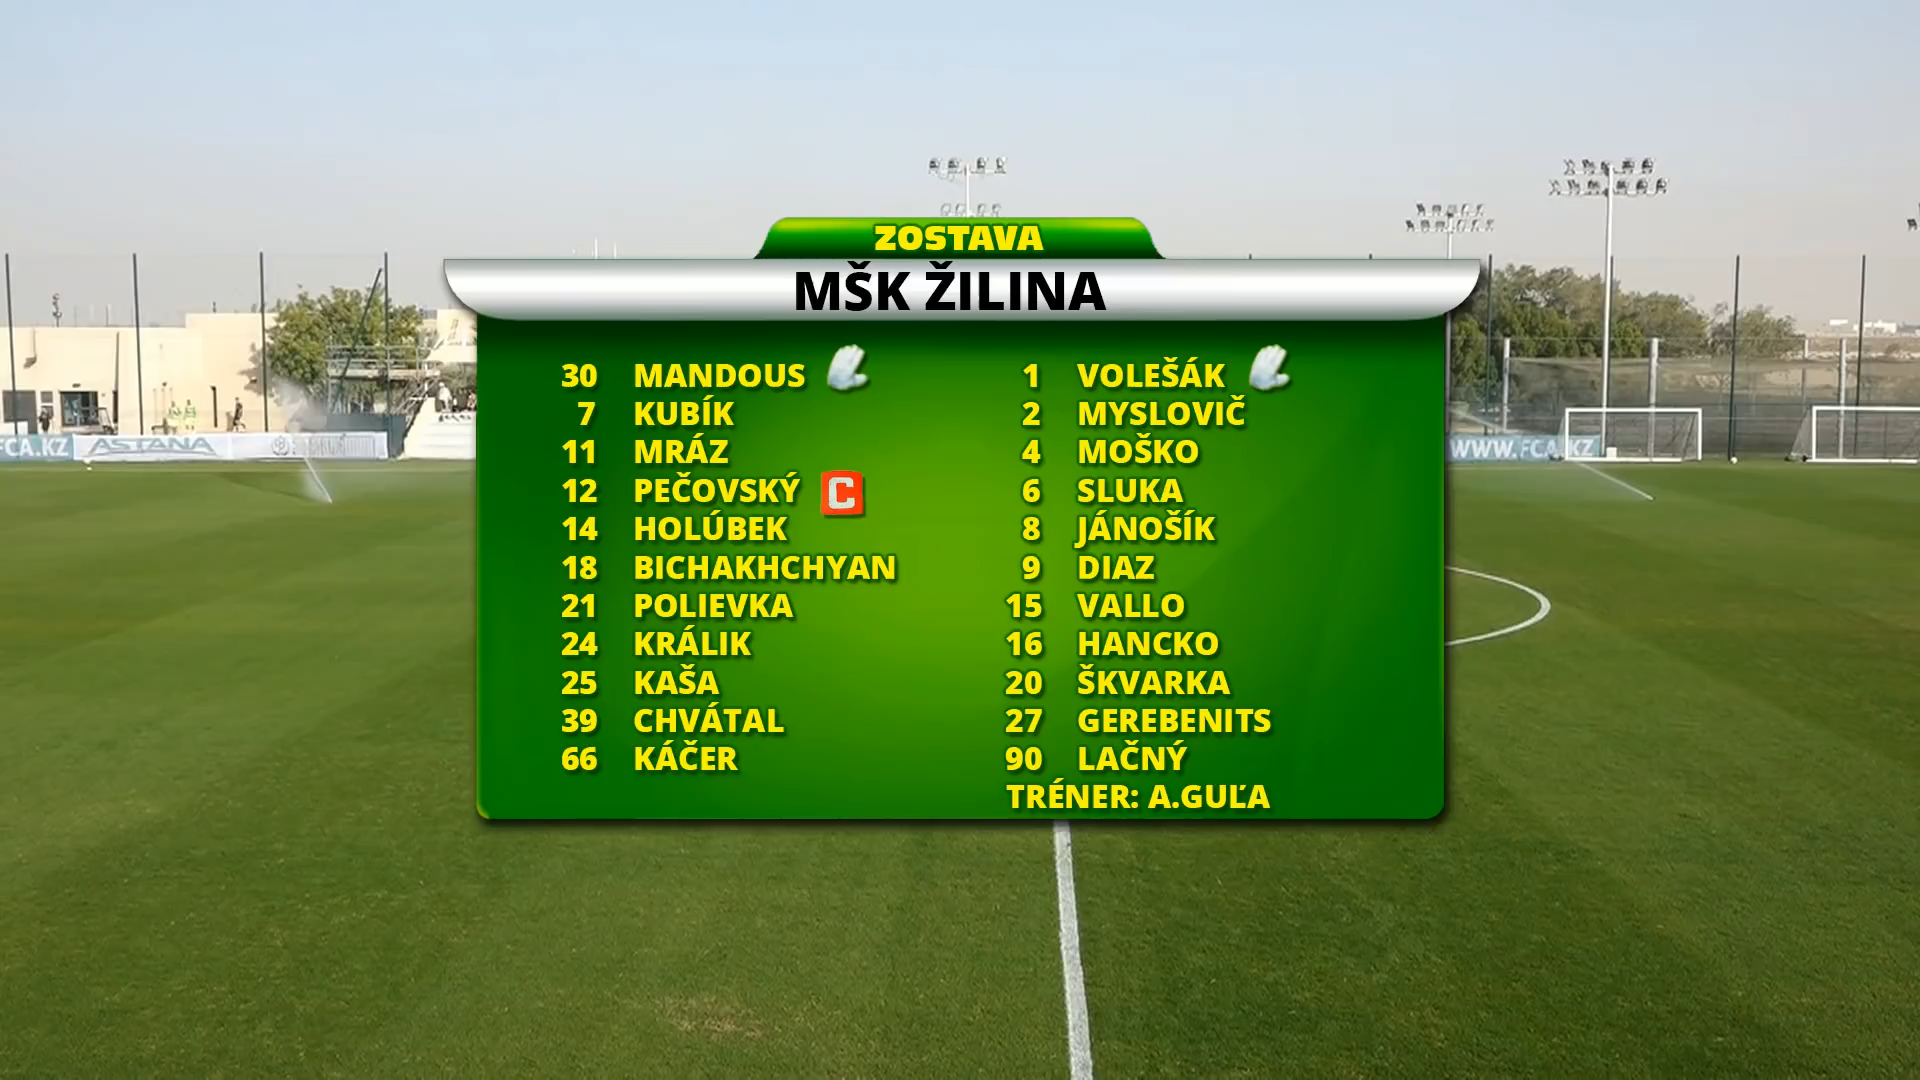 ZOSTAVA
MŠK ŽILINA
30 MANDOUS
7 KUBÍK
11 MRÁZ
12 PEČOVSKÝ C
14 HOLÚBEK
18 BICHAKHCHYAN
21 POLIEVKA
24 KRÁLIK
25 KAŠA
39 CHVÁTAL
66 KÁČER
1 VOLEŠÁK
2 MYSLOVIČ
4 MOŠKO
6 SLUKA
8 JÁNOŠÍK
9 DIAZ
15 VALLO
16 HANCKO
20 ŠKVARKA
27 GEREBENITS
90 LAČNÝ
TRÉNER: A.GUĽA
FCA.KZ
ASTANA
WWW.FCA.KZ